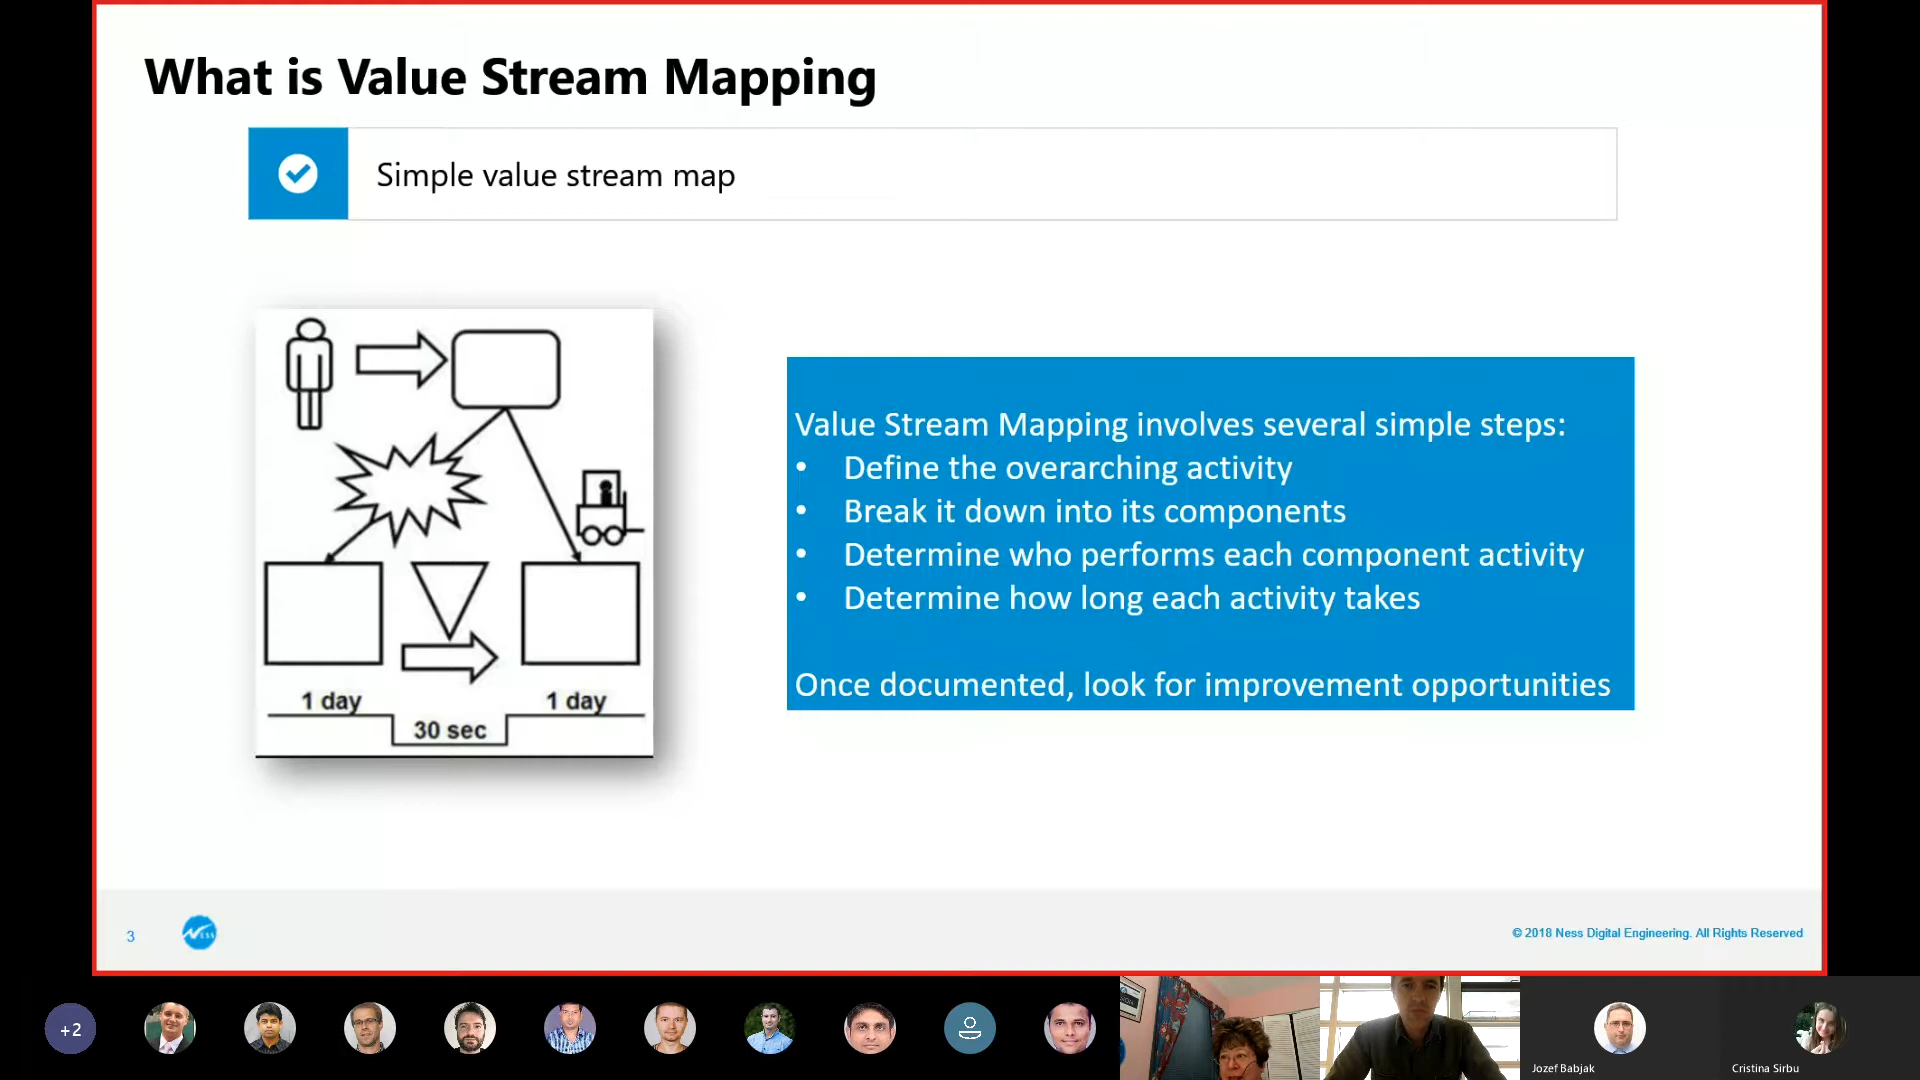 What is Value Stream Mapping
Simple value stream map
1 day
1 day
30 sec
Value Stream Mapping involves several simple steps:
• Define the overarching activity
• Break it down into its components
• Determine who performs each component activity
• Determine how long each activity takes
Once documented, look for improvement opportunities
3
Ness
© 2018 Ness Digital Engineering. All Rights Reserved
+2
Jozef Babjak
Cristina Sirbu